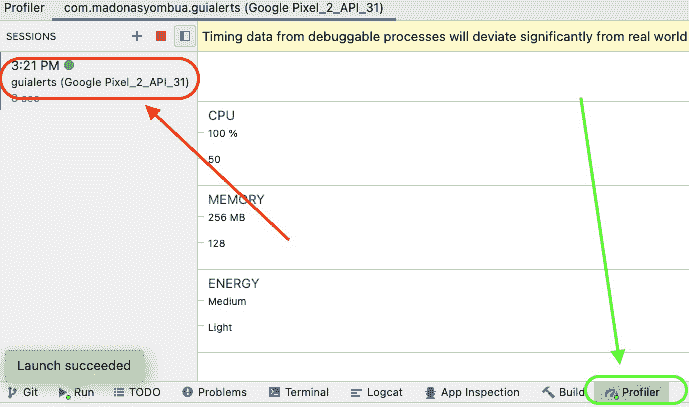 Profiler com.madonasyombua.guialerts (Google Pixel_2_API_31)
SESSIONS
Timing data from debuggable processes will deviate significantly from real world
3:21 PM
guialerts (Google Pixel_2_API_31)
CPU
100 %
50
MEMORY
256 MB
128
ENERGY
Medium
Light
Launch succeeded
Git Run TODO Problems Terminal Logcat App Inspection Build Profiler